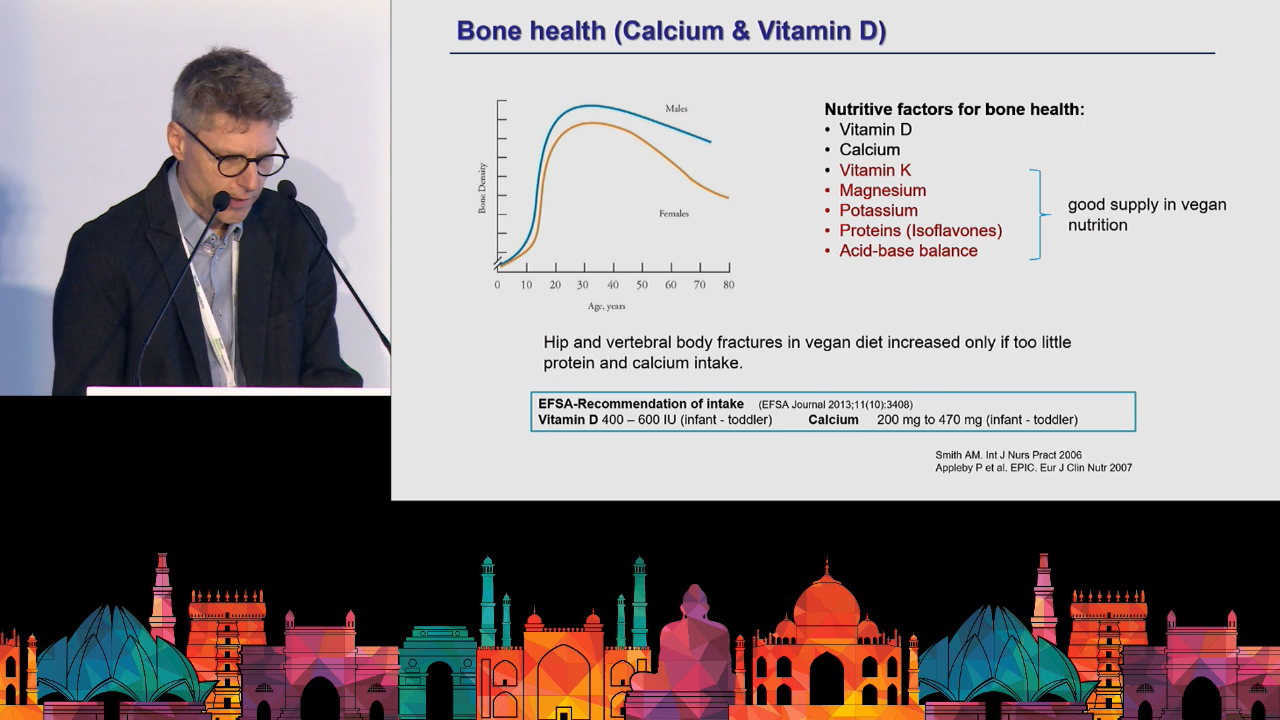 Bone health (Calcium & Vitamin D)
Males
Females
Bone Density
0 10 20 30 40 50 60 70 80
Age, years
Nutritive factors for bone health:
• Vitamin D
• Calcium
• Vitamin K
• Magnesium
• Potassium
• Proteins (Isoflavones)
• Acid-base balance
good supply in vegan
nutrition
Hip and vertebral body fractures in vegan diet increased only if too little
protein and calcium intake.
EFSA-Recommendation of intake (EFSA Journal 2013;11(10):3408)
Vitamin D 400 – 600 IU (infant - toddler) Calcium 200 mg to 470 mg (infant - toddler)
Smith AM. Int J Nurs Pract 2006
Appleby P et al. EPIC. Eur J Clin Nutr 2007